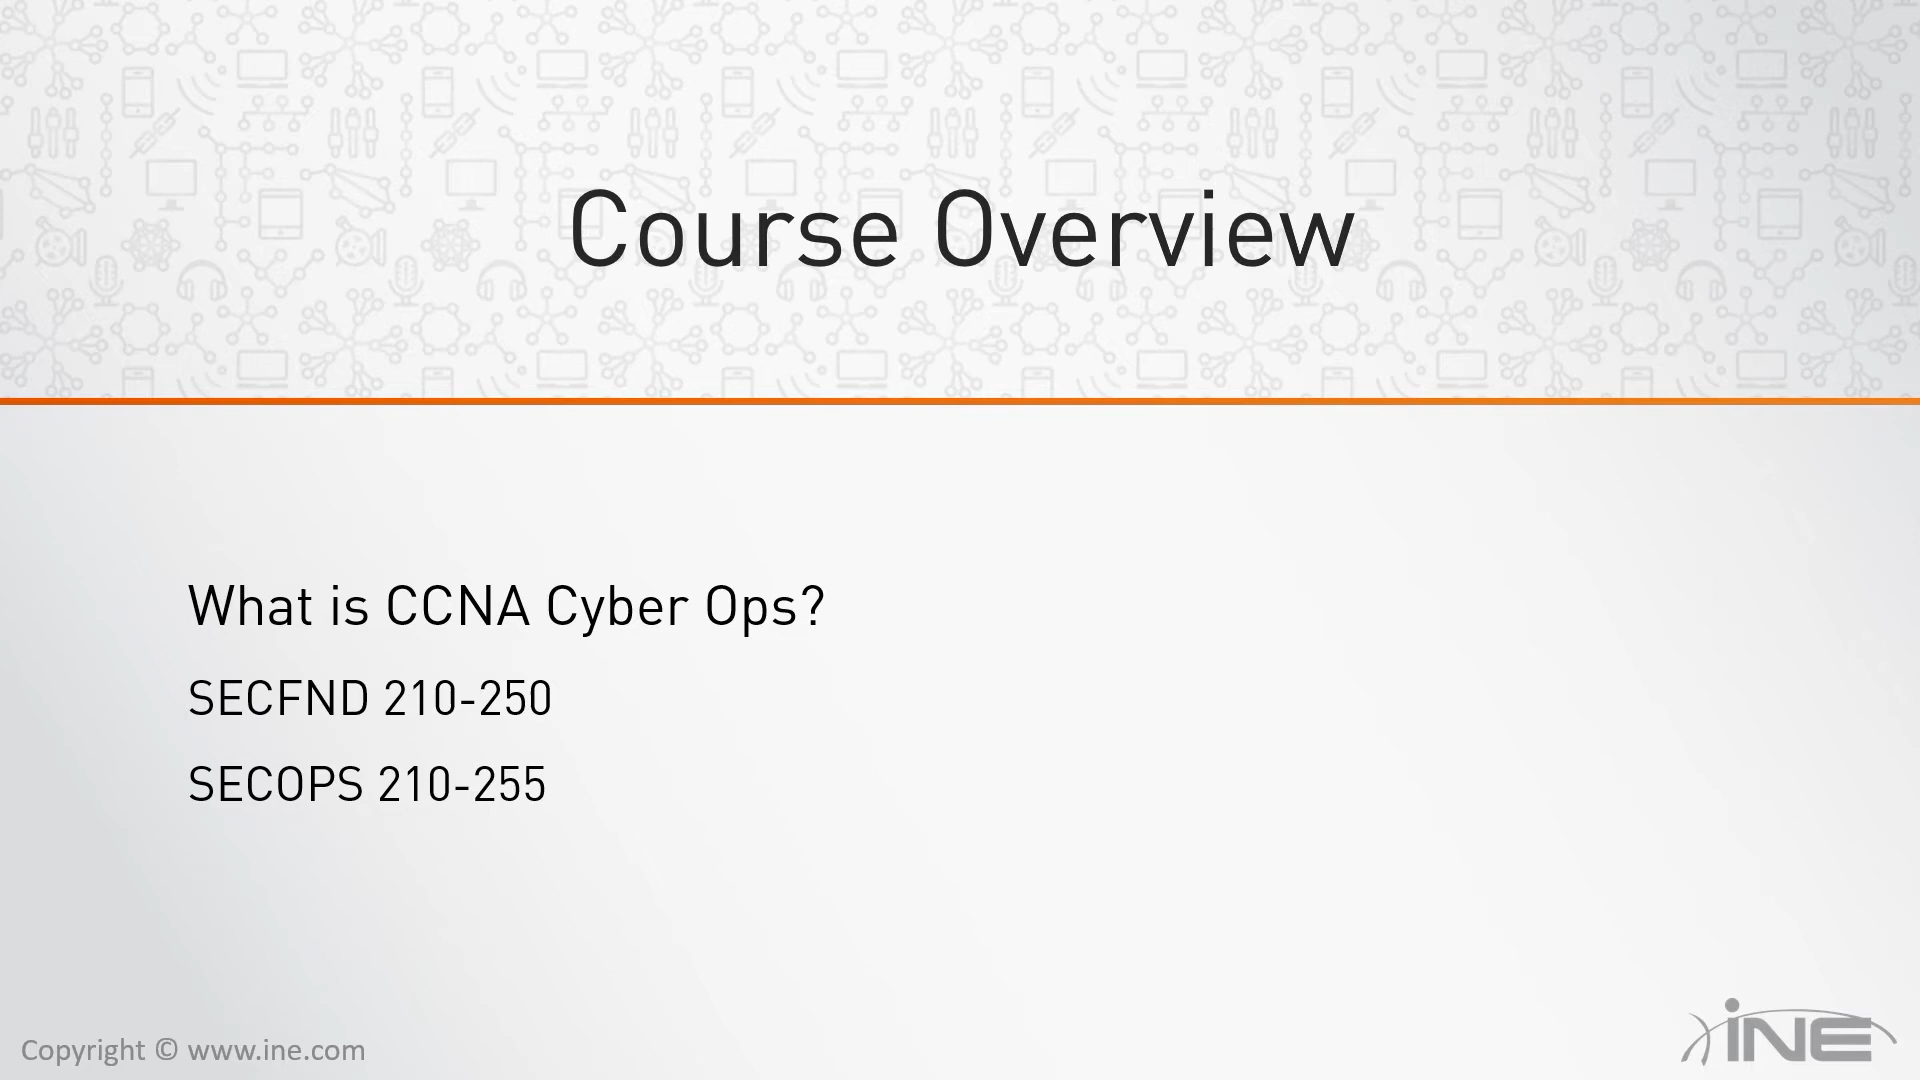 Course Overview
What is CCNA Cyber Ops?
SECFND 210-250
SECOPS 210-255
Copyright © www.ine.com
iNE